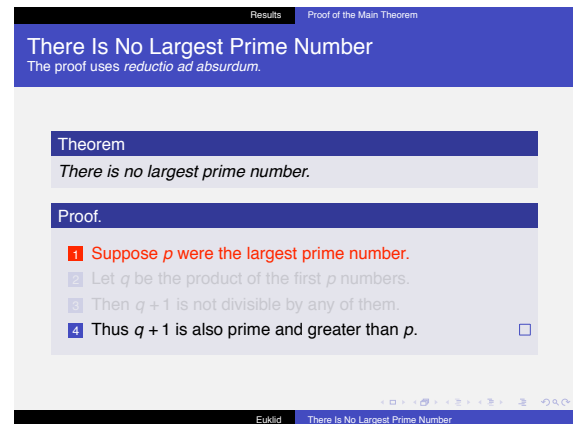 Results Proof of the Main Theorem
There Is No Largest Prime Number
The proof uses reductio ad absurdum.
Theorem
There is no largest prime number.
Proof.
1 Suppose p were the largest prime number.
2 Let q be the product of the first p numbers.
3 Then q + 1 is not divisible by any of them.
4 Thus q + 1 is also prime and greater than p.
Euklid There Is No Largest Prime Number